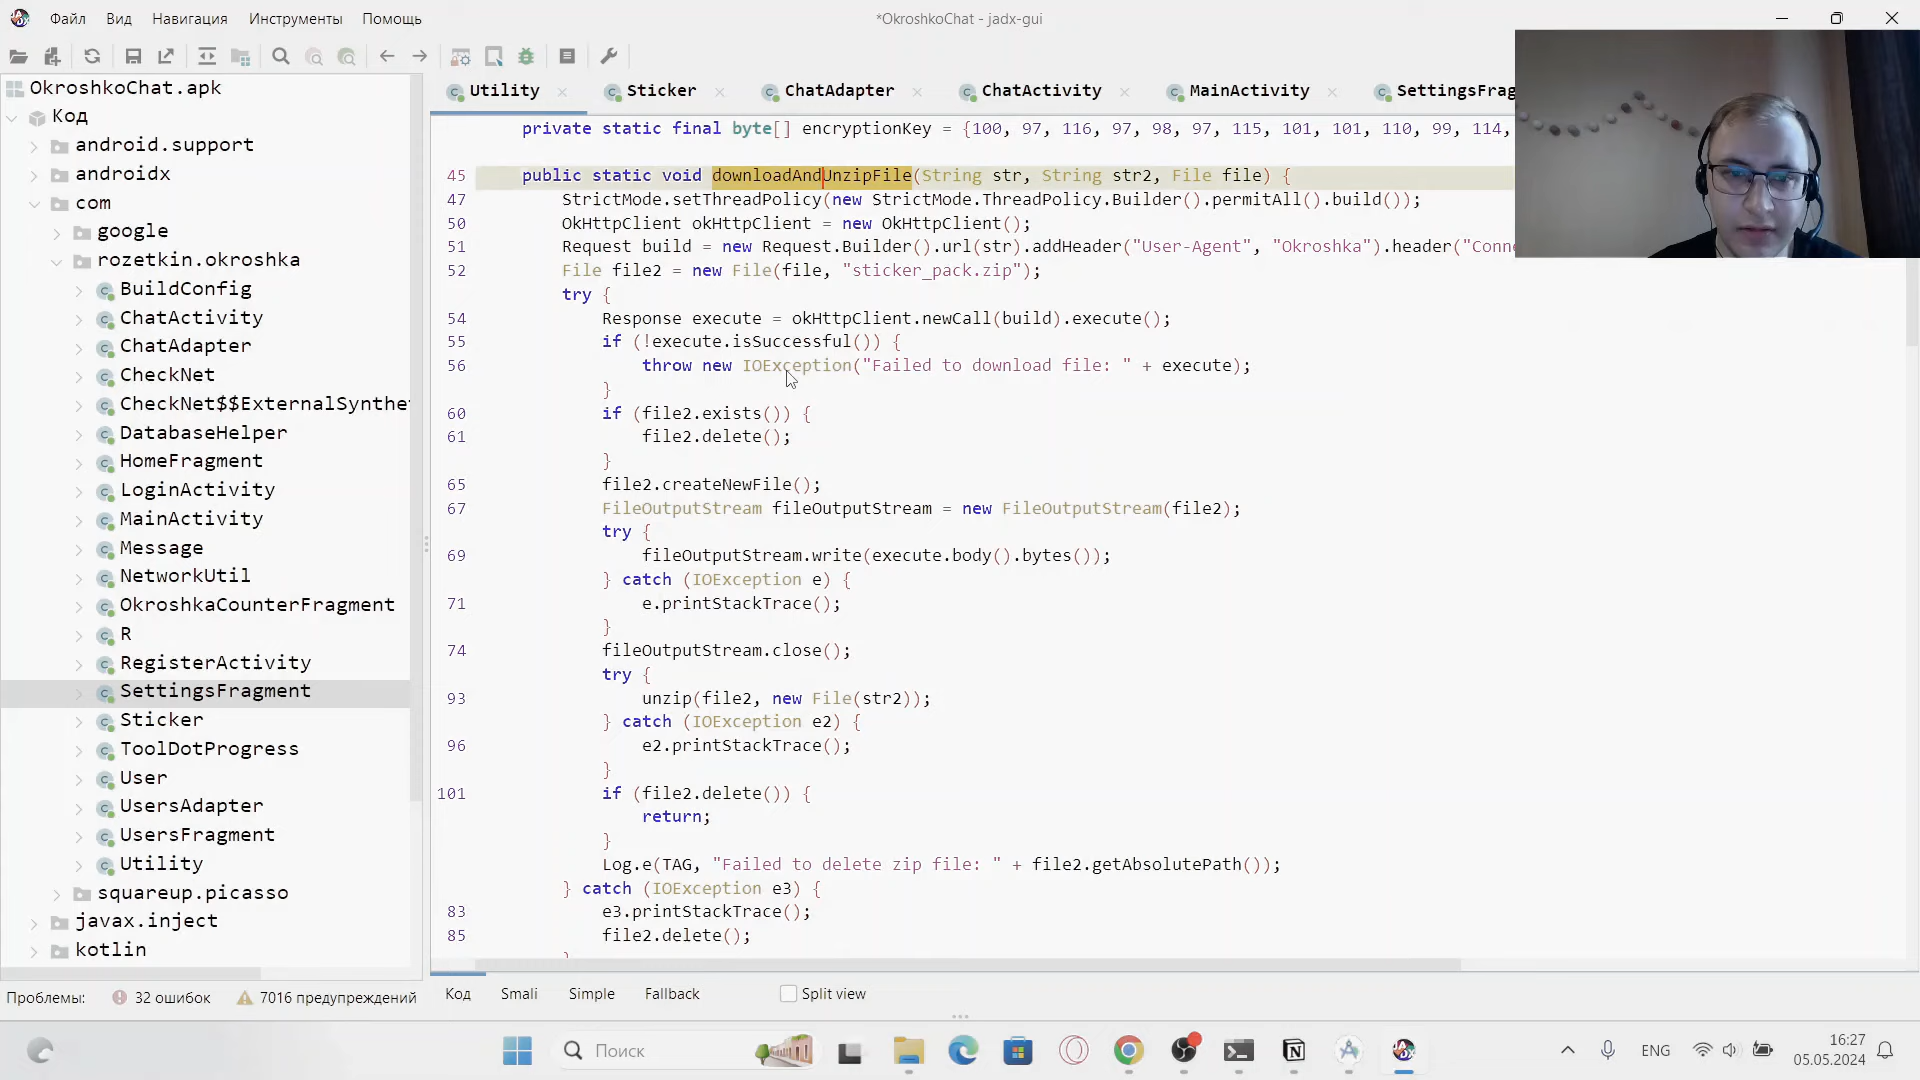 Файл Вид Навигация Инструменты Помощь
*OkroshkoChat - jadx-gui
OkroshkoChat.apk
Код
android.support
androidx
com
google
rozetkin.okroshka
BuildConfig
ChatActivity
ChatAdapter
CheckNet
CheckNet$$ExternalSynthe
DatabaseHelper
HomeFragment
LoginActivity
MainActivity
Message
NetworkUtil
OkroshkaCounterFragment
R
RegisterActivity
SettingsFragment
Sticker
ToolDotProgress
User
UsersAdapter
UsersFragment
Utility
squareup.picasso
javax.inject
kotlin
Проблемы: 32 ошибок 7016 предупреждений
Utility Sticker ChatAdapter ChatActivity MainActivity SettingsFrag
private static final byte[] encryptionKey = {100, 97, 116, 97, 98, 97, 115, 101, 101, 110, 99, 114,
45 public static void downloadAndUnzipFile(String str, String str2, File file) {
47 StrictMode.setThreadPolicy(new StrictMode.ThreadPolicy.Builder().permitAll().build());
50 OkHttpClient okHttpClient = new OkHttpClient();
51 Request build = new Request.Builder().url(str).addHeader("User-Agent", "Okroshka").header("Conne
52 File file2 = new File(file, "sticker_pack.zip");
try {
54 Response execute = okHttpClient.newCall(build).execute();
55 if (!execute.isSuccessful()) {
56 throw new IOException("Failed to download file: " + execute);
}
60 if (file2.exists()) {
61 file2.delete();
}
65 file2.createNewFile();
67 FileOutputStream fileOutputStream = new FileOutputStream(file2);
try {
69 fileOutputStream.write(execute.body().bytes());
} catch (IOException e) {
71 e.printStackTrace();
}
74 fileOutputStream.close();
try {
93 unzip(file2, new File(str2));
} catch (IOException e2) {
96 e2.printStackTrace();
}
101 if (file2.delete()) {
return;
}
Log.e(TAG, "Failed to delete zip file: " + file2.getAbsolutePath());
} catch (IOException e3) {
83 e3.printStackTrace();
85 file2.delete();
Код Smali Simple Fallback Split view
Поиск
ENG
16:27
05.05.2024